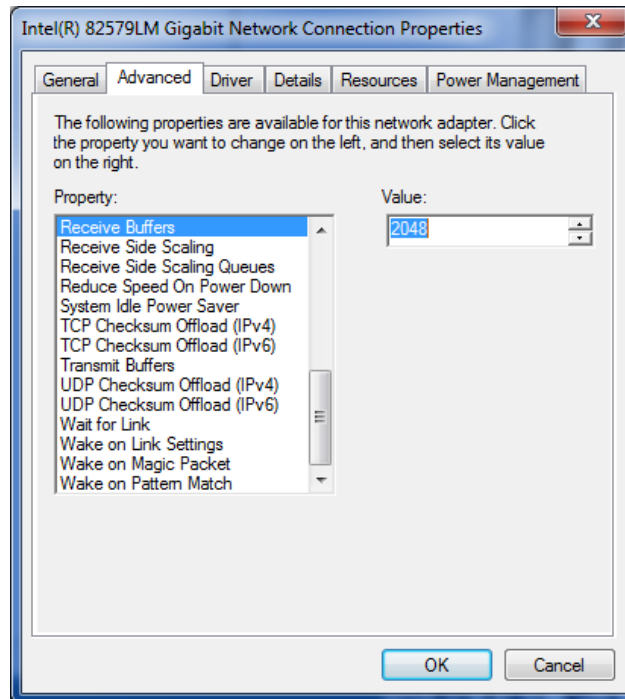 Intel(R) 82579LM Gigabit Network Connection Properties
General Advanced Driver Details Resources Power Management
The following properties are available for this network adapter. Click
the property you want to change on the left, and then select its value
on the right.
Property: Value:
Receive Buffers 2048
Receive Side Scaling
Receive Side Scaling Queues
Reduce Speed On Power Down
System Idle Power Saver
TCP Checksum Offload (IPv4)
TCP Checksum Offload (IPv6)
Transmit Buffers
UDP Checksum Offload (IPv4)
UDP Checksum Offload (IPv6)
Wait for Link
Wake on Link Settings
Wake on Magic Packet
Wake on Pattern Match
OK Cancel